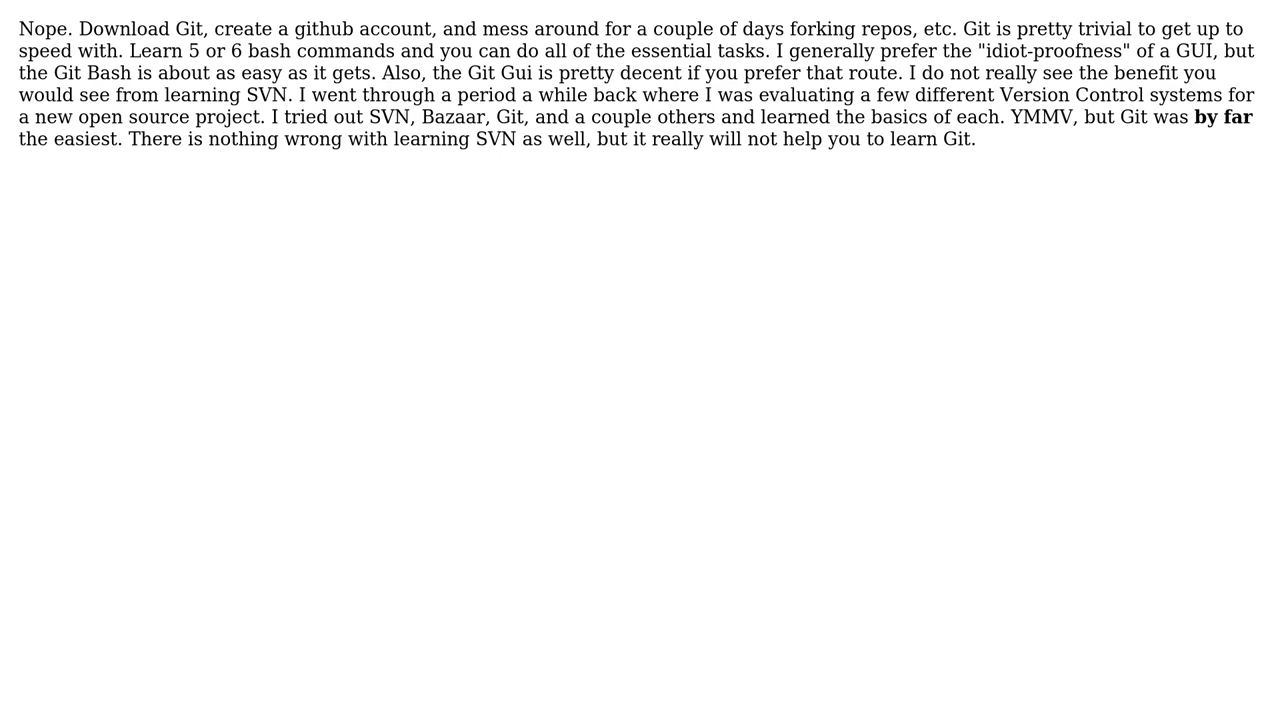 Nope. Download Git, create a github account, and mess around for a couple of days forking repos, etc. Git is pretty trivial to get up to
speed with. Learn 5 or 6 bash commands and you can do all of the essential tasks. I generally prefer the "idiot-proofness" of a GUI, but
the Git Bash is about as easy as it gets. Also, the Git Gui is pretty decent if you prefer that route. I do not really see the benefit you
would see from learning SVN. I went through a period a while back where I was evaluating a few different Version Control systems for
a new open source project. I tried out SVN, Bazaar, Git, and a couple others and learned the basics of each. YMMV, but Git was by far
the easiest. There is nothing wrong with learning SVN as well, but it really will not help you to learn Git.